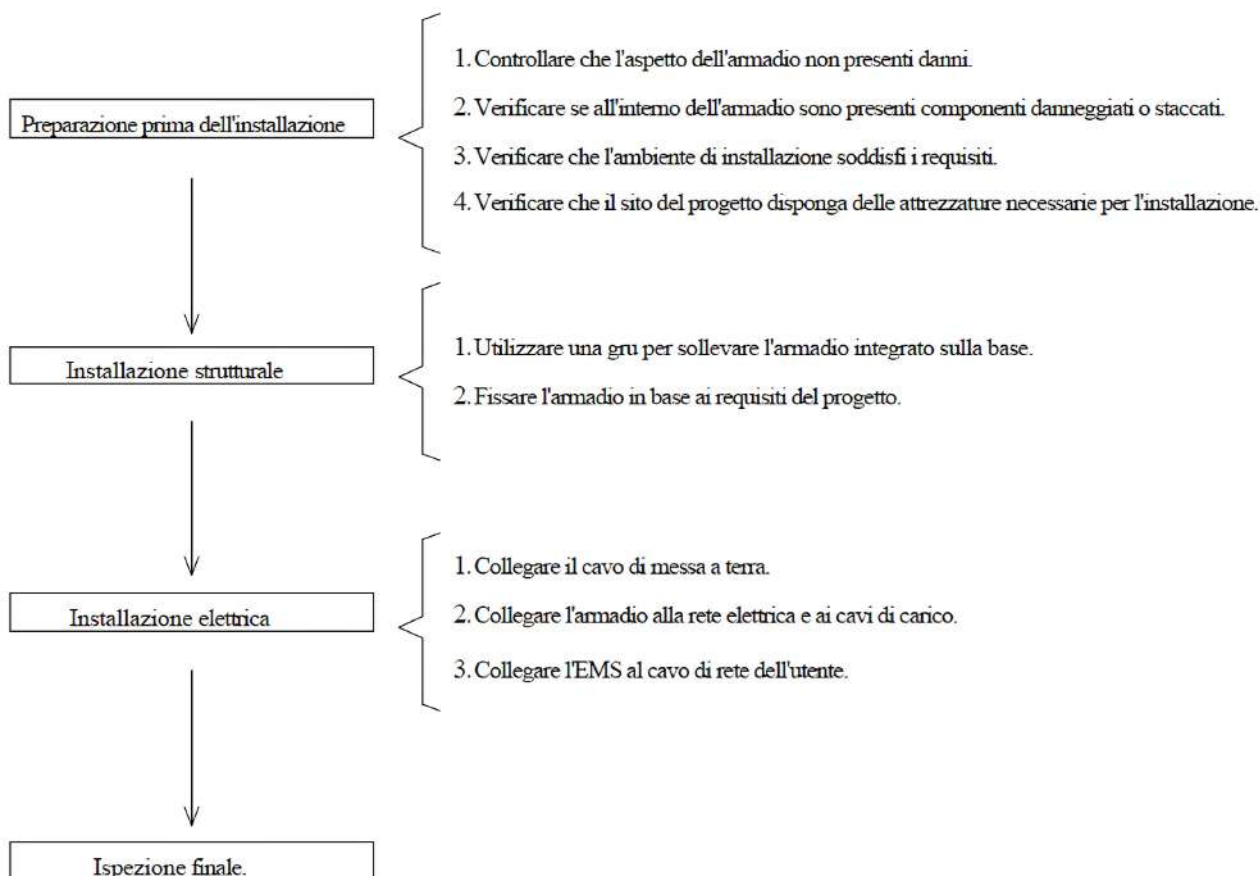 Preparazione prima dell'installazione
1. Controllare che l'aspetto dell'armadio non presenti danni.
2. Verificare se all'interno dell'armadio sono presenti componenti danneggiati o staccati.
3. Verificare che l'ambiente di installazione soddisfi i requisiti.
4. Verificare che il sito del progetto disponga delle attrezzature necessarie per l'installazione.
Installazione strutturale
1. Utilizzare una gru per sollevare l'armadio integrato sulla base.
2. Fissare l'armadio in base ai requisiti del progetto.
Installazione elettrica
1. Collegare il cavo di messa a terra.
2. Collegare l'armadio alla rete elettrica e ai cavi di carico.
3. Collegare l'EMS al cavo di rete dell'utente.
Ispezione finale.